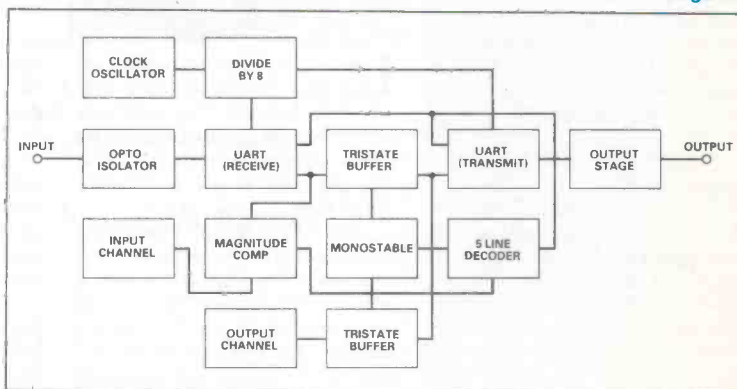 CLOCK
OSCILLATOR
DIVIDE
BY 8
INPUT
OPTO
ISOLATOR
UART
(RECEIVE)
TRISTATE
BUFFER
UART
(TRANSMIT)
OUTPUT
STAGE
OUTPUT
INPUT
CHANNEL
MAGNITUDE
COMP
MONOSTABLE
5 LINE
DECODER
OUTPUT
CHANNEL
TRISTATE
BUFFER